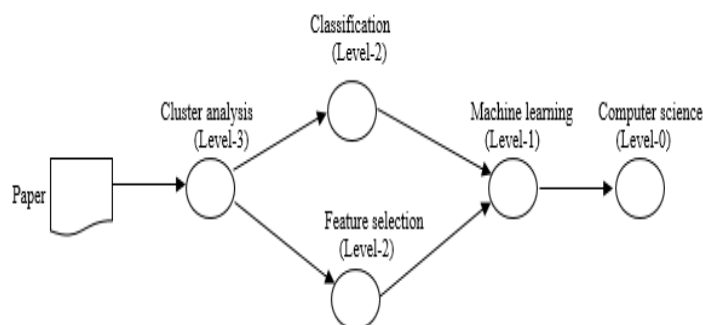 Classification
(Level-2)
Cluster analysis
(Level-3)
Machine learning
(Level-1)
Computer science
(Level-0)
Paper
Feature selection
(Level-2)